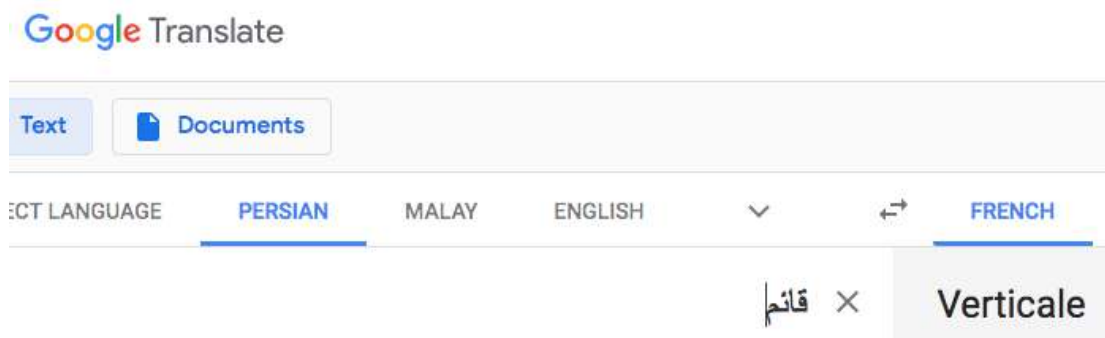 Google Translate
Text Documents
ECT LANGUAGE PERSIAN MALAY ENGLISH FRENCH
قائم Verticale